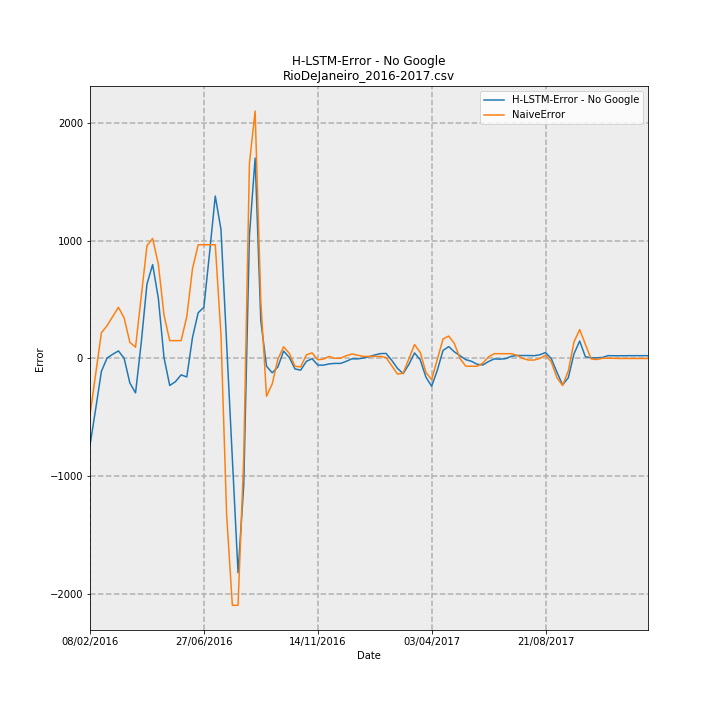 H-LSTM-Error - No Google
RioDeJaneiro_2016-2017.csv
H-LSTM-Error - No Google
NaiveError
2000
1000
0
−1000
−2000
Error
08/02/2016
27/06/2016
14/11/2016
03/04/2017
21/08/2017
Date